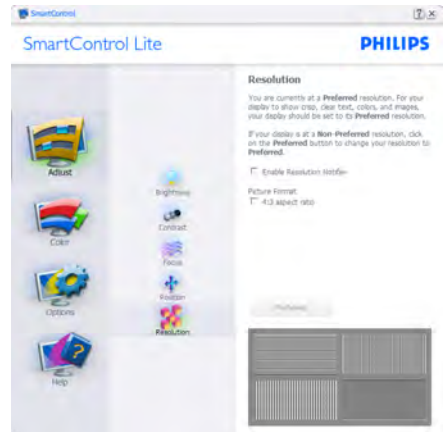 SmartControl
SmartControl Lite
PHILIPS
Resolution
You are currently at a Preferred resolution. For your
display to show crisp, clear text, colors, and images,
your display should be set to its Preferred resolution.
If your display is at a Non-Preferred resolution, click
on the Preferred button to change your resolution to
Preferred.
Enable Resolution Notifier
Picture Format
4:3 aspect ratio
Adjust
Color
Options
Help
Brightness
Contrast
Focus
Position
Resolution
Preferred